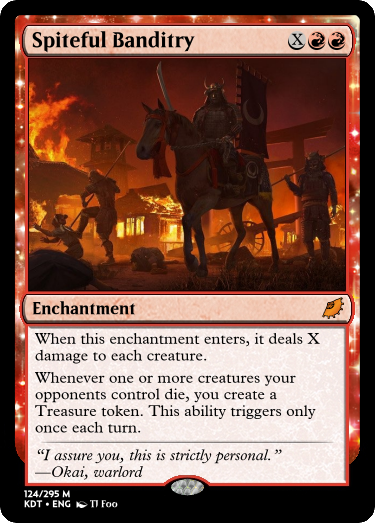 Spiteful Banditry X
Enchantment
When this enchantment enters, it deals X
damage to each creature.
Whenever one or more creatures your
opponents control die, you create a
Treasure token. This ability triggers only
once each turn.
“I assure you, this is strictly personal.”
—Okai, warlord
124/295 M
KDT • ENG TJ Foo